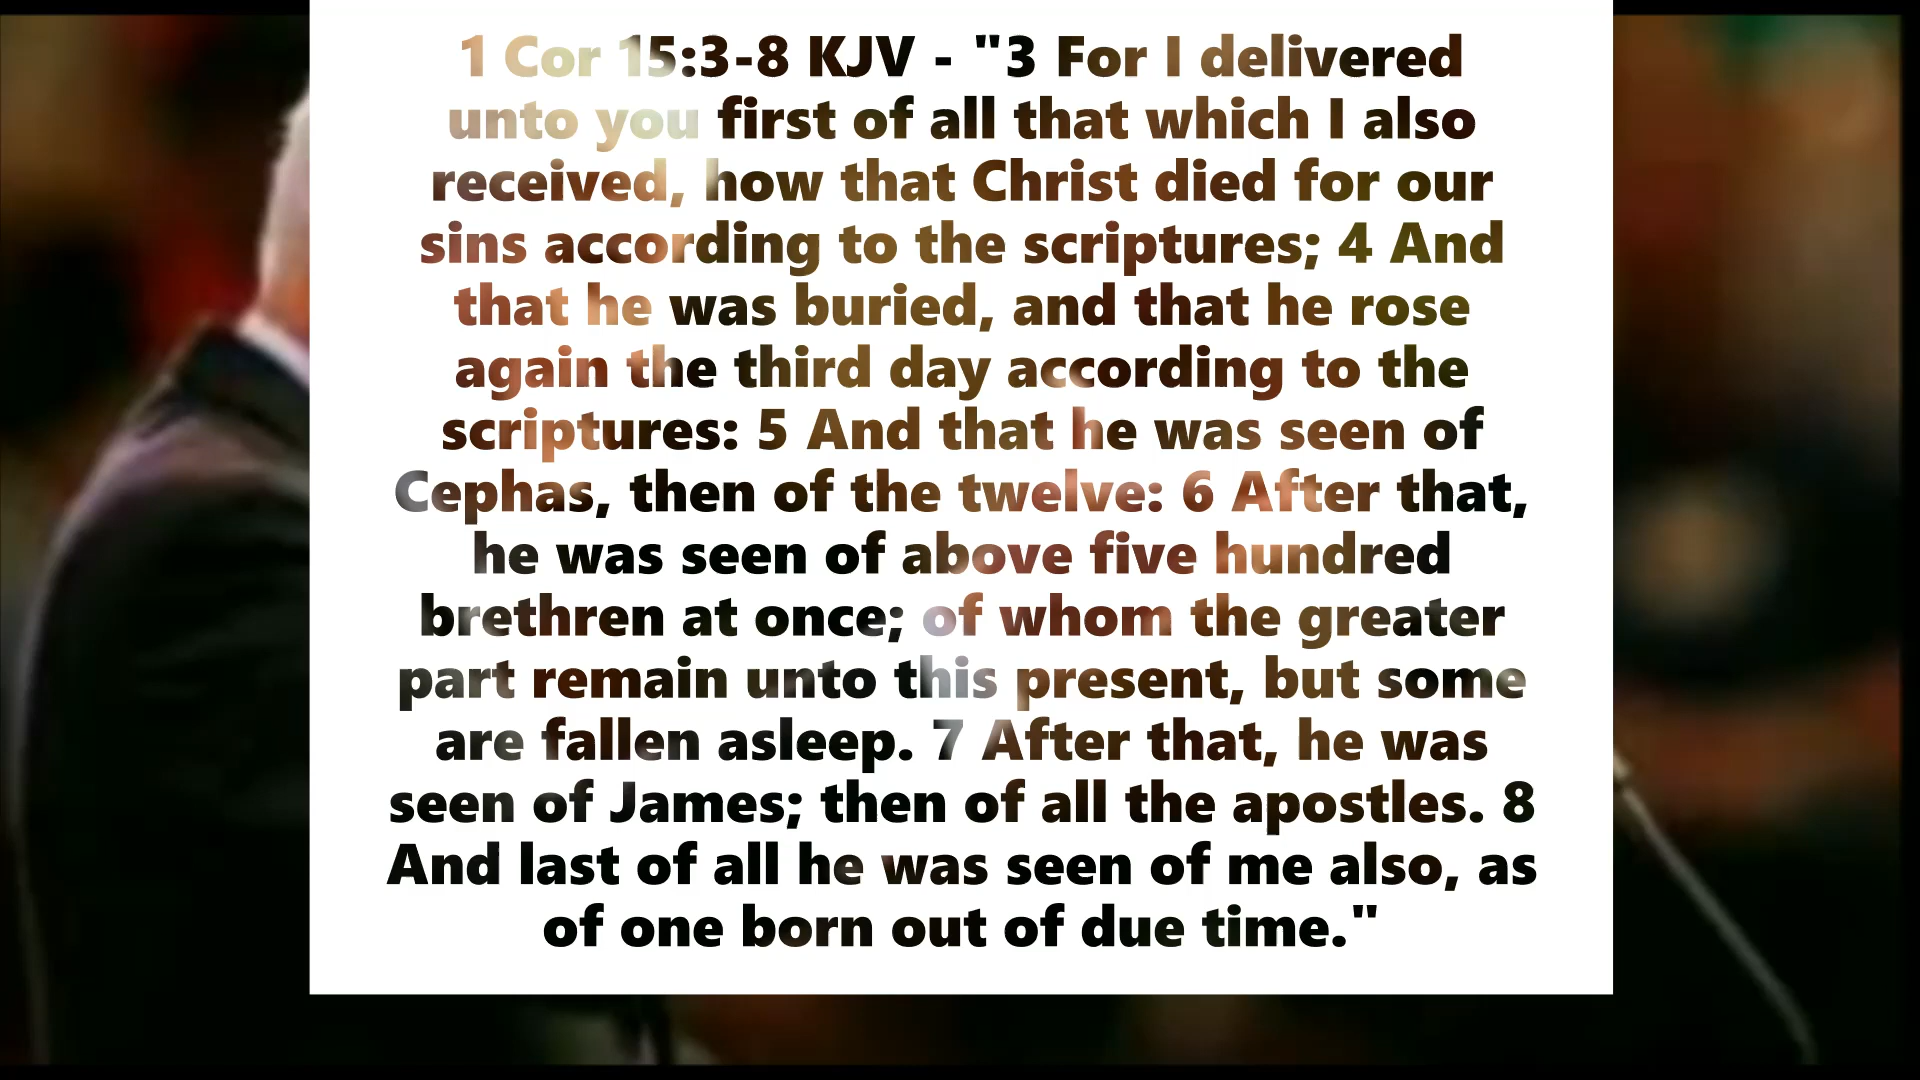 1 Cor 15:3-8 KJV - "3 For I delivered
unto you first of all that which I also
received, how that Christ died for our
sins according to the scriptures; 4 And
that he was buried, and that he rose
again the third day according to the
scriptures: 5 And that he was seen of
Cephas, then of the twelve: 6 After that,
he was seen of above five hundred
brethren at once; of whom the greater
part remain unto this present, but some
are fallen asleep. 7 After that, he was
seen of James; then of all the apostles. 8
And last of all he was seen of me also, as
of one born out of due time."